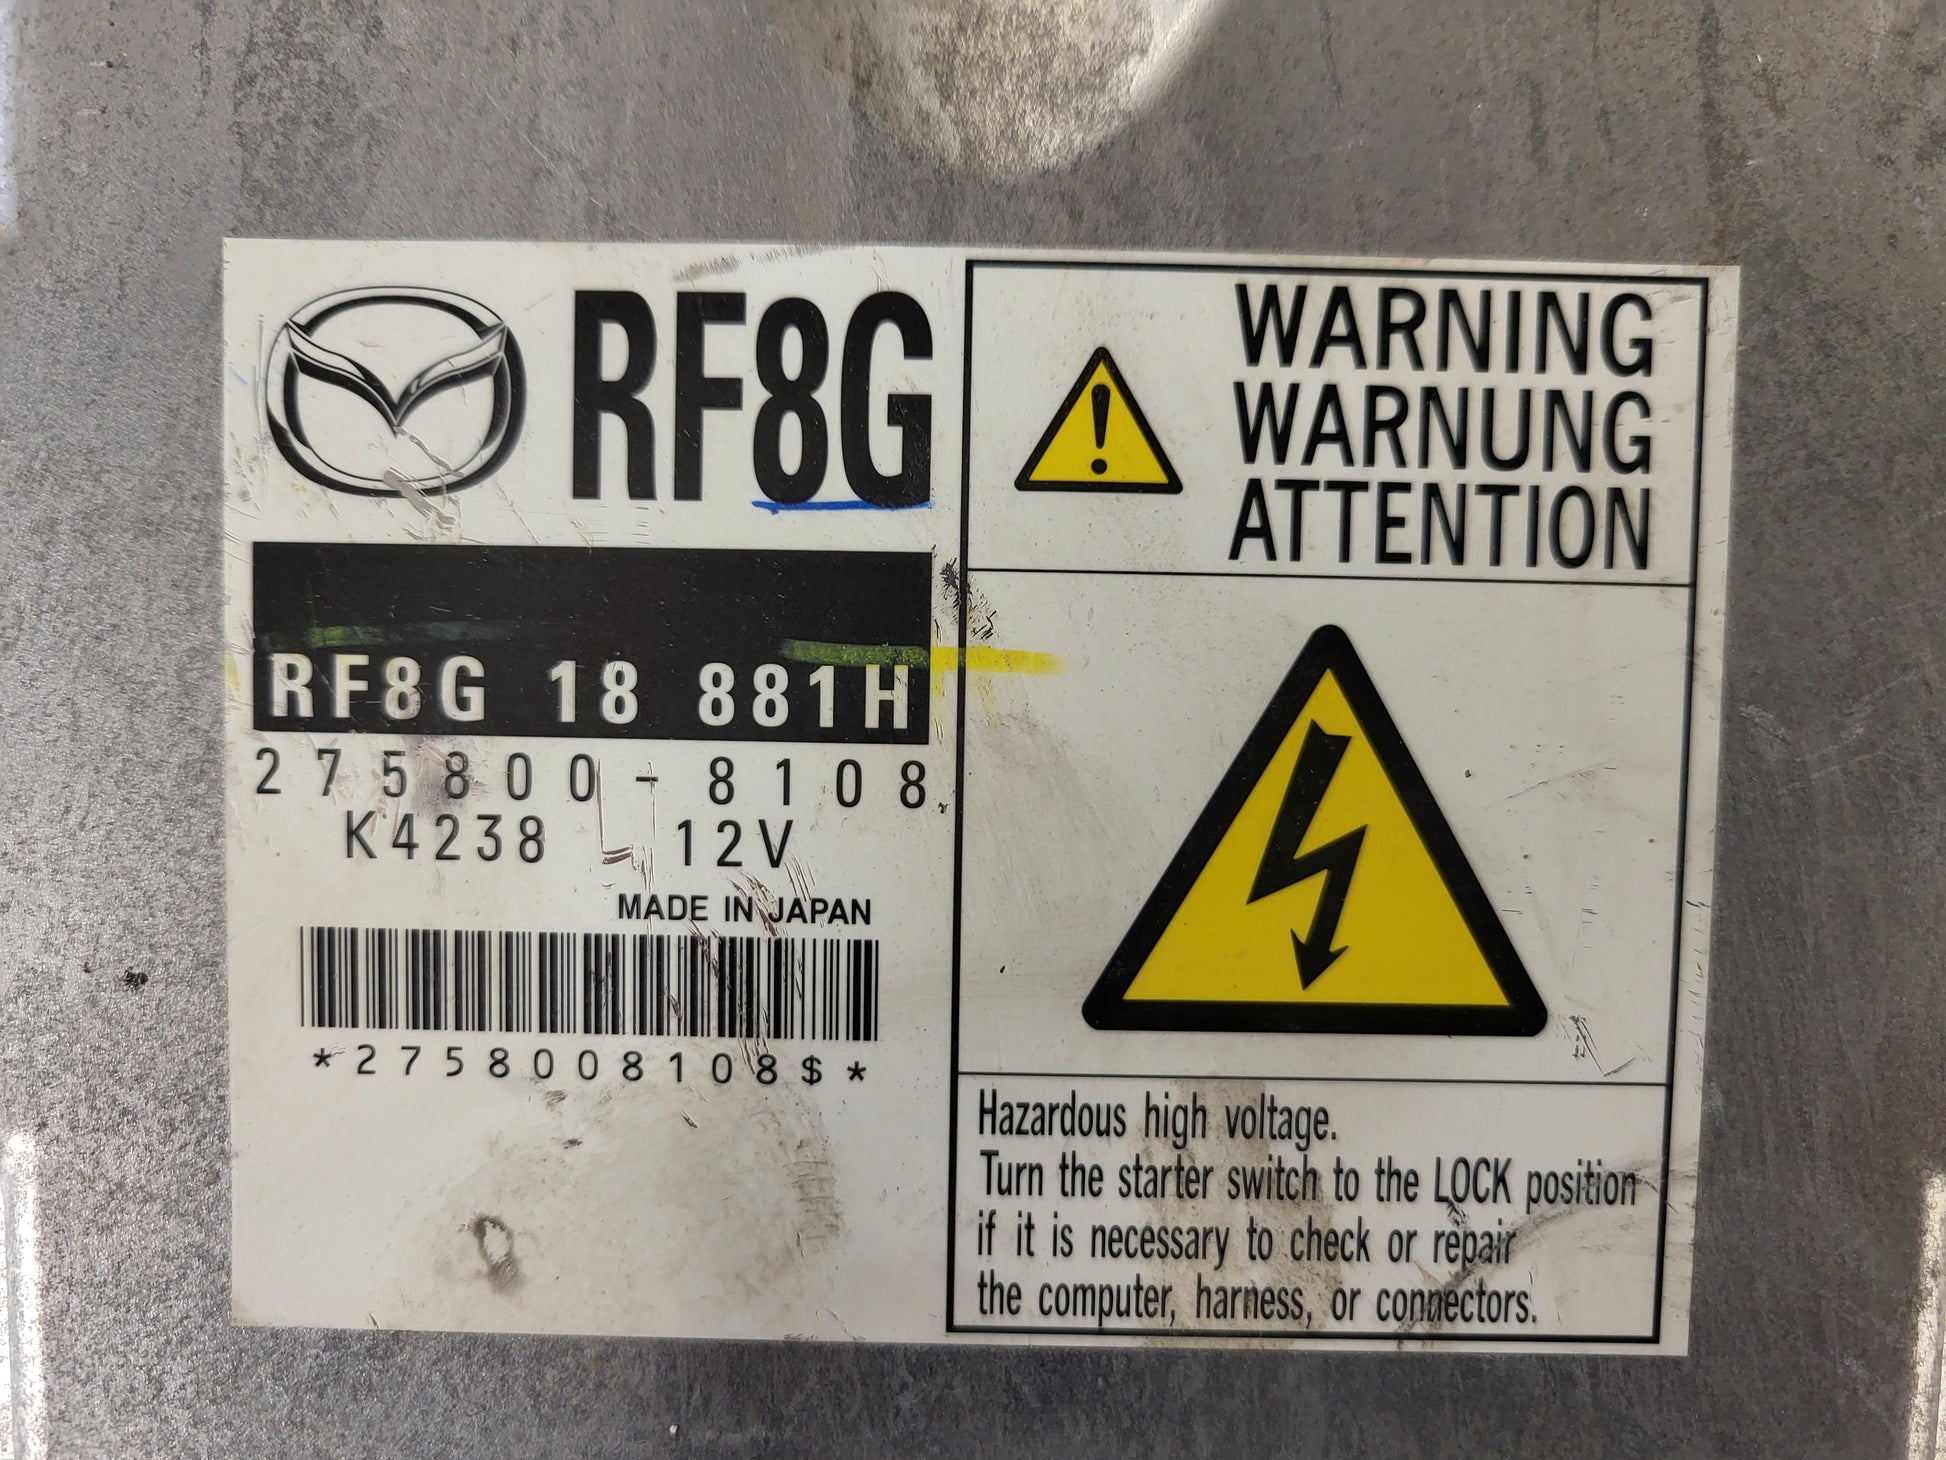 RF8G
RF8G 18 881H
275800-8108
K4238 12V
MADE IN JAPAN
*2758008108$*
WARNING
WARNUNG
ATTENTION
Hazardous high voltage.
Turn the starter switch to the LOCK position
if it is necessary to check or repair
the computer, harness, or connectors.